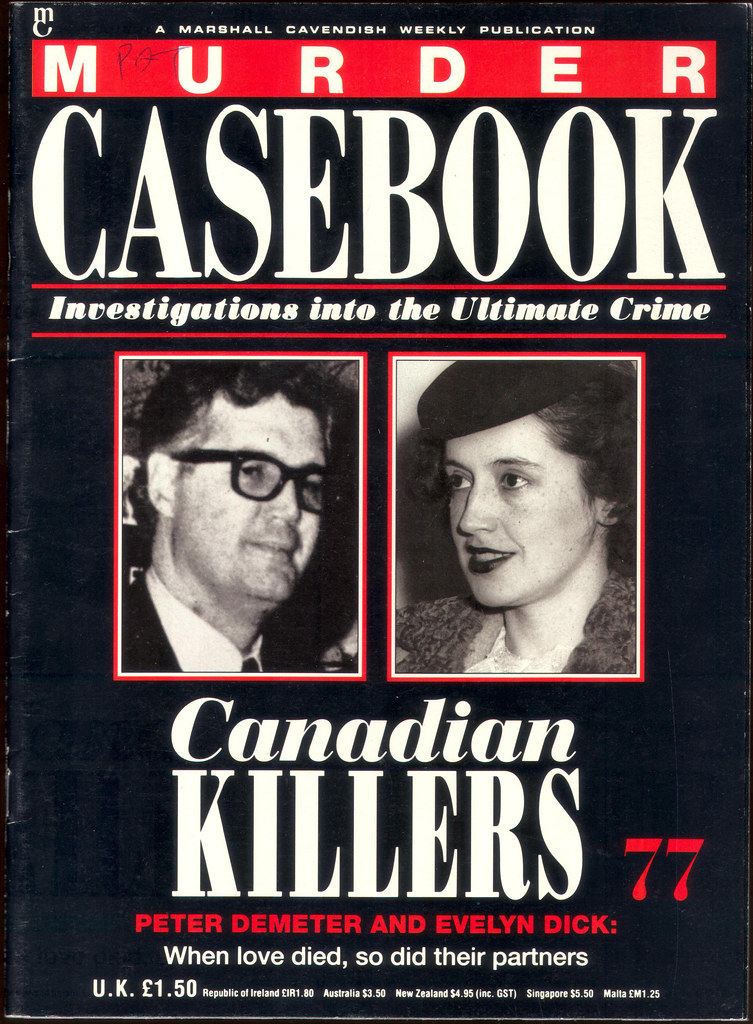 mc
A MARSHALL CAVENDISH WEEKLY PUBLICATION
MURDER
CASEBOOK
Investigations into the Ultimate Crime
Canadian
KILLERS
77
PETER DEMETER AND EVELYN DICK:
When love died, so did their partners
U.K. £1.50 Republic of Ireland £IR1.80 Australia $3.50 New Zealand $4.95 (inc. GST) Singapore $5.50 Malta £M1.25